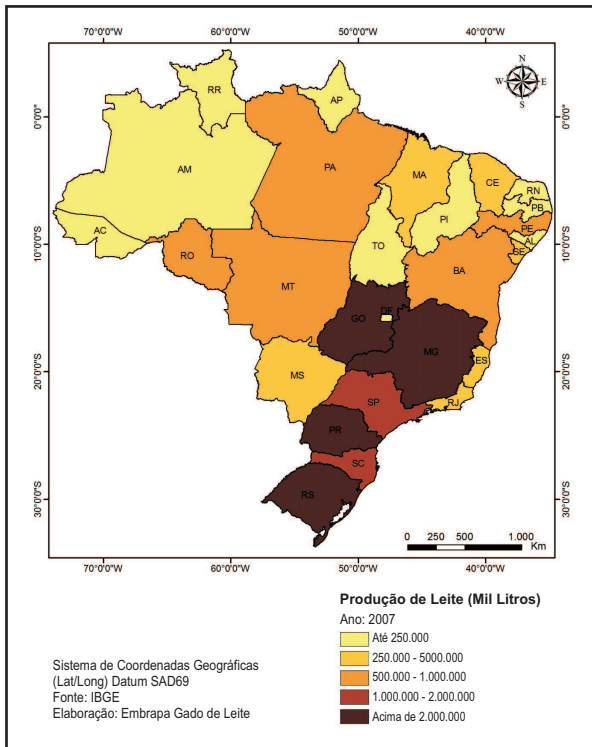 70°0'0"W 60°0'0"W 50°0'0"W 40°0'0"W
N
W E
S
RR
AP
0°0'0"
0°0'0"
AM
PA
MA
CE
RN
PB
PI
PE
AC
AL
SE
TO
10°0'0"S
10°0'0"S
RO
BA
MT
DF
GO
MG
ES
20°0'0"S
20°0'0"S
MS
SP
RJ
PR
SC
RS
30°0'0"S
30°0'0"S
0 250 500 1.000
Km
70°0'0"W 60°0'0"W 50°0'0"W 40°0'0"W
Produção de Leite (Mil Litros)
Ano: 2007
Até 250.000
250.000 - 5000.000
500.000 - 1.000.000
1.000.000 - 2.000.000
Acima de 2.000.000
Sistema de Coordenadas Geográficas
(Lat/Long) Datum SAD69
Fonte: IBGE
Elaboração: Embrapa Gado de Leite